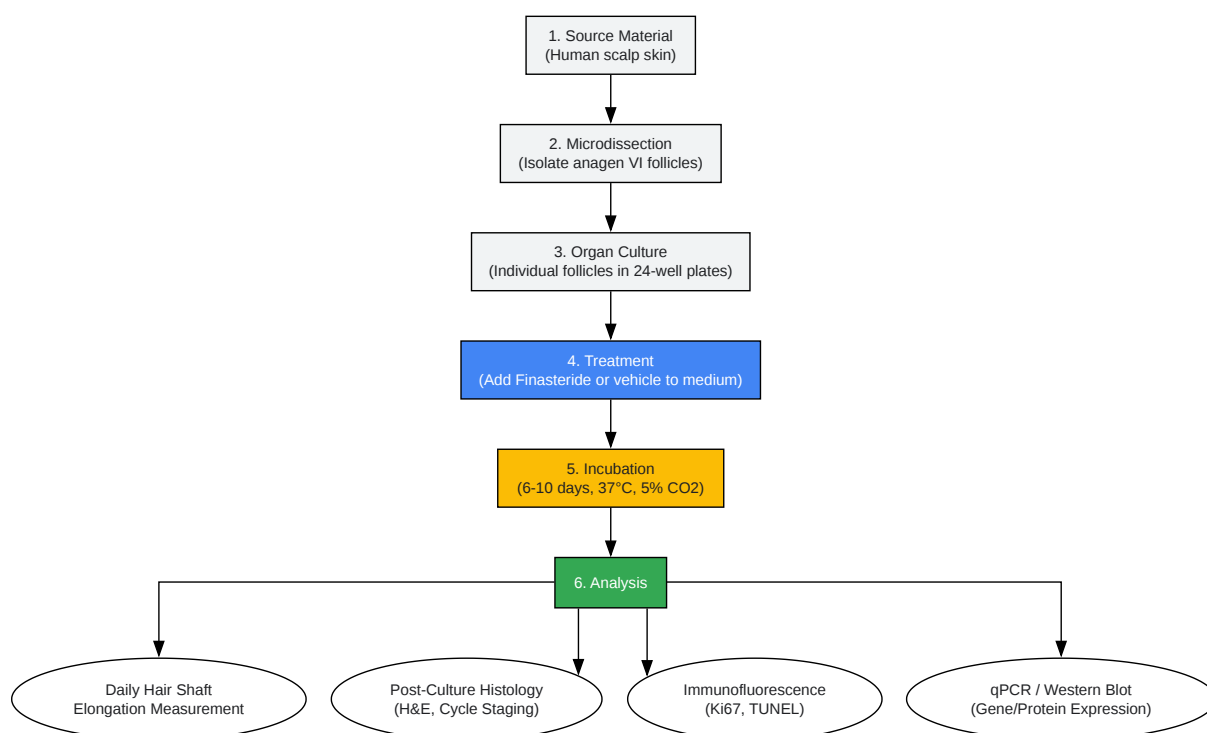 1. Source Material
(Human scalp skin)
2. Microdissection
(Isolate anagen VI follicles)
3. Organ Culture
(Individual follicles in 24-well plates)
4. Treatment
(Add Finasteride or vehicle to medium)
5. Incubation
(6-10 days, 37°C, 5% CO2)
6. Analysis
Daily Hair Shaft
Elongation Measurement
Post-Culture Histology
(H&E, Cycle Staging)
Immunofluorescence
(Ki67, TUNEL)
qPCR / Western Blot
(Gene/Protein Expression)